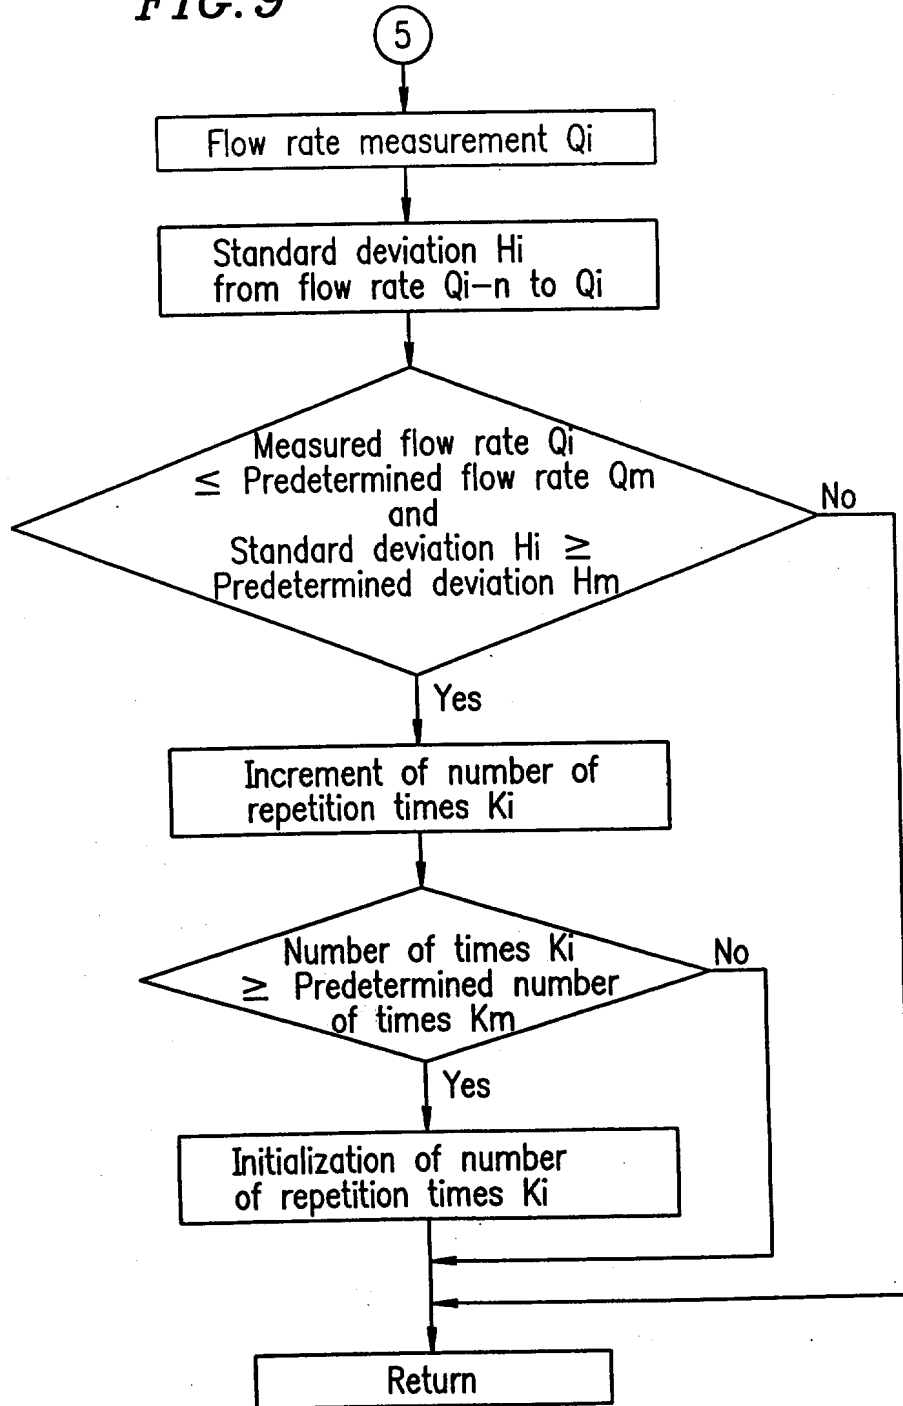 FIG. 9
5
Flow rate measurement Qi
Standard deviation Hi
from flow rate Qi-n to Qi
Measured flow rate Qi
≤ Predetermined flow rate Qm
and
Standard deviation Hi ≥
Predetermined deviation Hm
No
Yes
Increment of number of
repetition times Ki
Number of times Ki
≥ Predetermined number
of times Km
No
Yes
Initialization of number
of repetition times Ki
Return